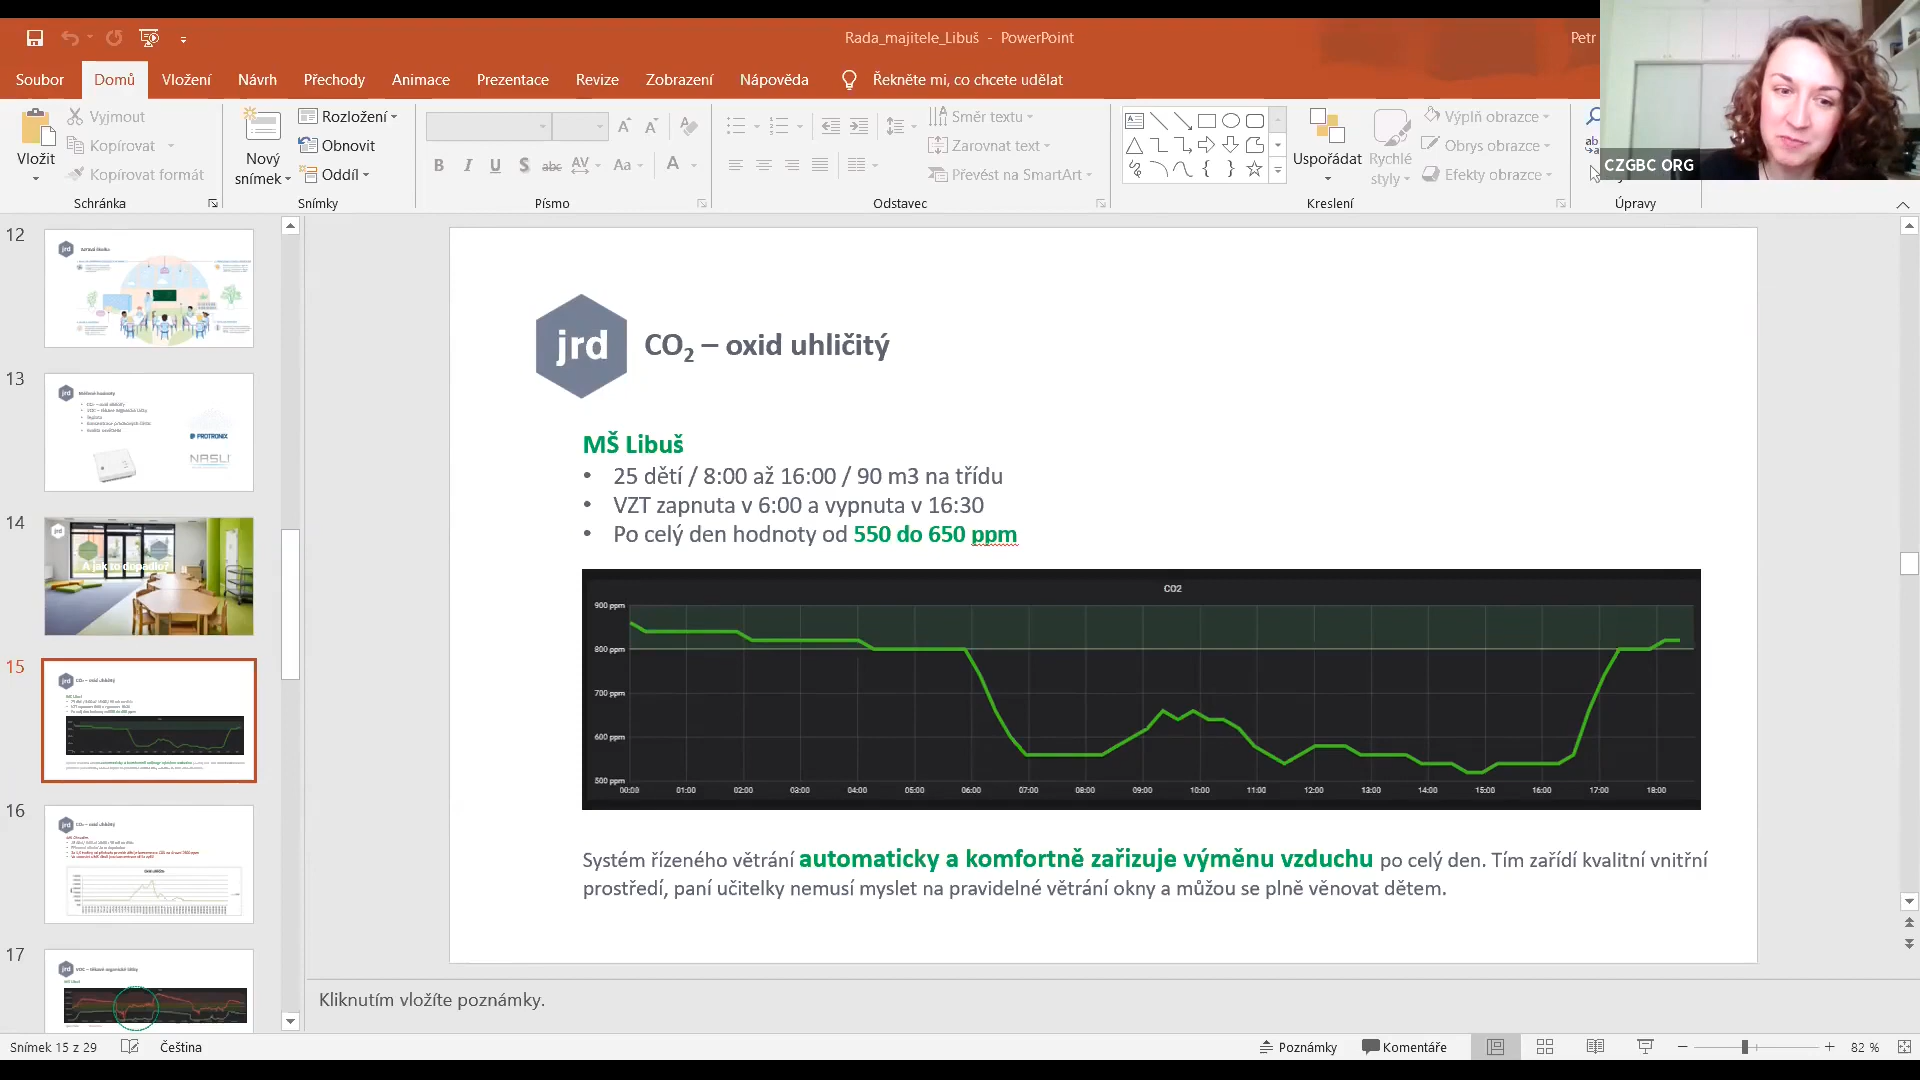 Rada_majitele_Libuš - PowerPoint
Petr
Soubor
Domů
Vložení
Návrh
Přechody
Animace
Prezentace
Revize
Zobrazení
Nápověda
Řekněte mi, co chcete udělat
CZGBC ORG
Vložit
Vyjmout
Kopírovat
Kopírovat formát
Schránka
Nový
snímek
Rozložení
Obnovit
Oddíl
Snímky
Písmo
Směr textu
Zarovnat text
Převést na SmartArt
Odstavec
Uspořádat
Rychlé
styly
Výplň obrazce
Obrys obrazce
Efekty obrazce
Kreslení
Úpravy
12
13
PROTRONIX
NASLI
14
A jak to dopadlo?
15
16
17
jrd
CO2 – oxid uhličitý
MŠ Libuš
• 25 dětí / 8:00 až 16:00 / 90 m3 na třídu
• VZT zapnuta v 6:00 a vypnuta v 16:30
• Po celý den hodnoty od 550 do 650 ppm
CO2
900 ppm
800 ppm
700 ppm
600 ppm
500 ppm
00:00 01:00 02:00 03:00 04:00 05:00 06:00 07:00 08:00 09:00 10:00 11:00 12:00 13:00 14:00 15:00 16:00 17:00 18:00
Systém řízeného větrání automaticky a komfortně zařizuje výměnu vzduchu po celý den. Tím zařídí kvalitní vnitřní
prostředí, paní učitelky nemusí myslet na pravidelné větrání okny a můžou se plně věnovat dětem.
Kliknutím vložíte poznámky.
Snímek 15 z 29
Čeština
Poznámky
Komentáře
82 %